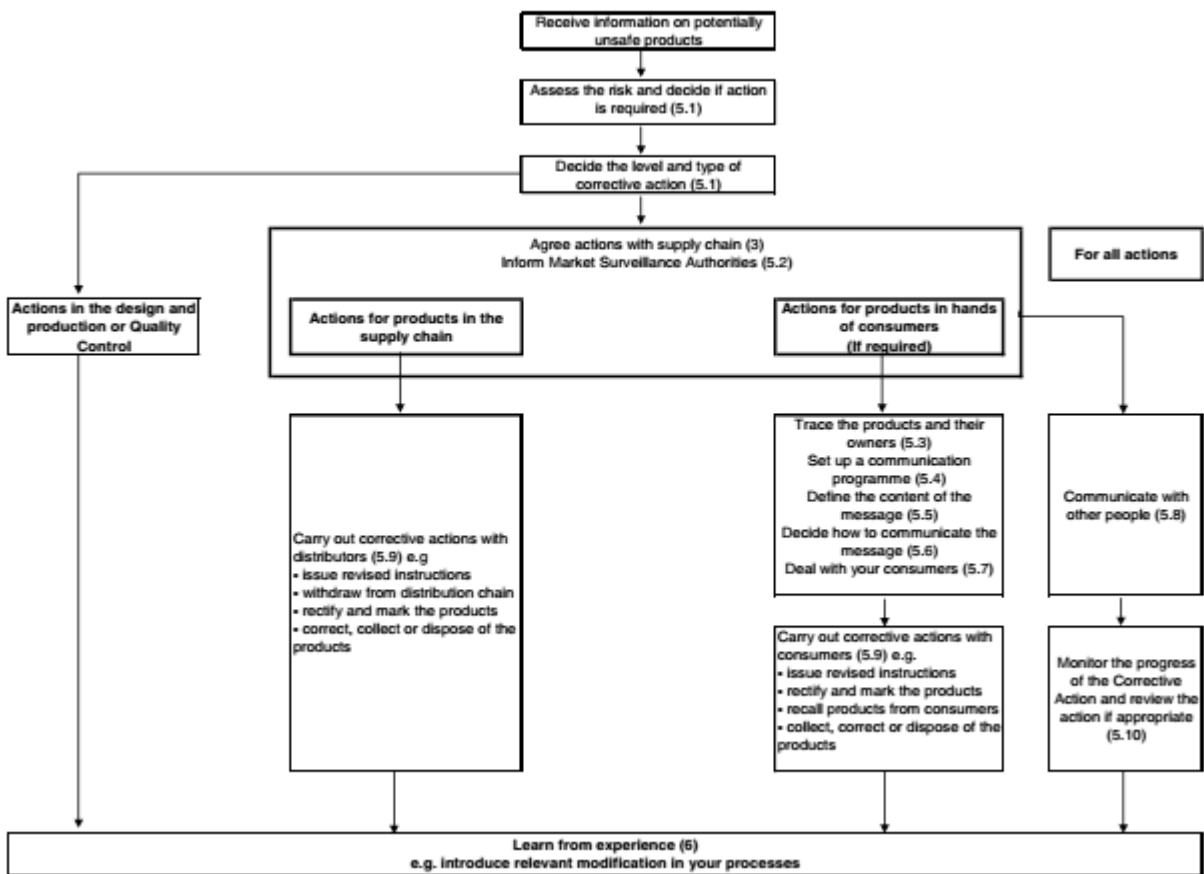 Receive information on potentially
unsafe products
Assess the risk and decide if action
is required (5.1)
Decide the level and type of
corrective action (5.1)
Agree actions with supply chain (3)
Inform Market Surveillance Authorities (5.2)
For all actions
Actions in the design and
production or Quality
Control
Actions for products in the
supply chain
Actions for products in hands
of consumers
(If required)
Carry out corrective actions with
distributors (5.9) e.g
▪ issue revised instructions
▪ withdraw from distribution chain
▪ rectify and mark the products
▪ correct, collect or dispose of the
products
Trace the products and their
owners (5.3)
Set up a communication
programme (5.4)
Define the content of the
message (5.5)
Decide how to communicate the
message (5.6)
Deal with your consumers (5.7)
Communicate with
other people (5.8)
Carry out corrective actions with
consumers (5.9) e.g.
▪ issue revised instructions
▪ rectify and mark the products
▪ recall products from consumers
▪ collect, correct or dispose of the
products
Monitor the progress
of the Corrective
Action and review the
action if appropriate
(5.10)
Learn from experience (6)
e.g. introduce relevant modification in your processes